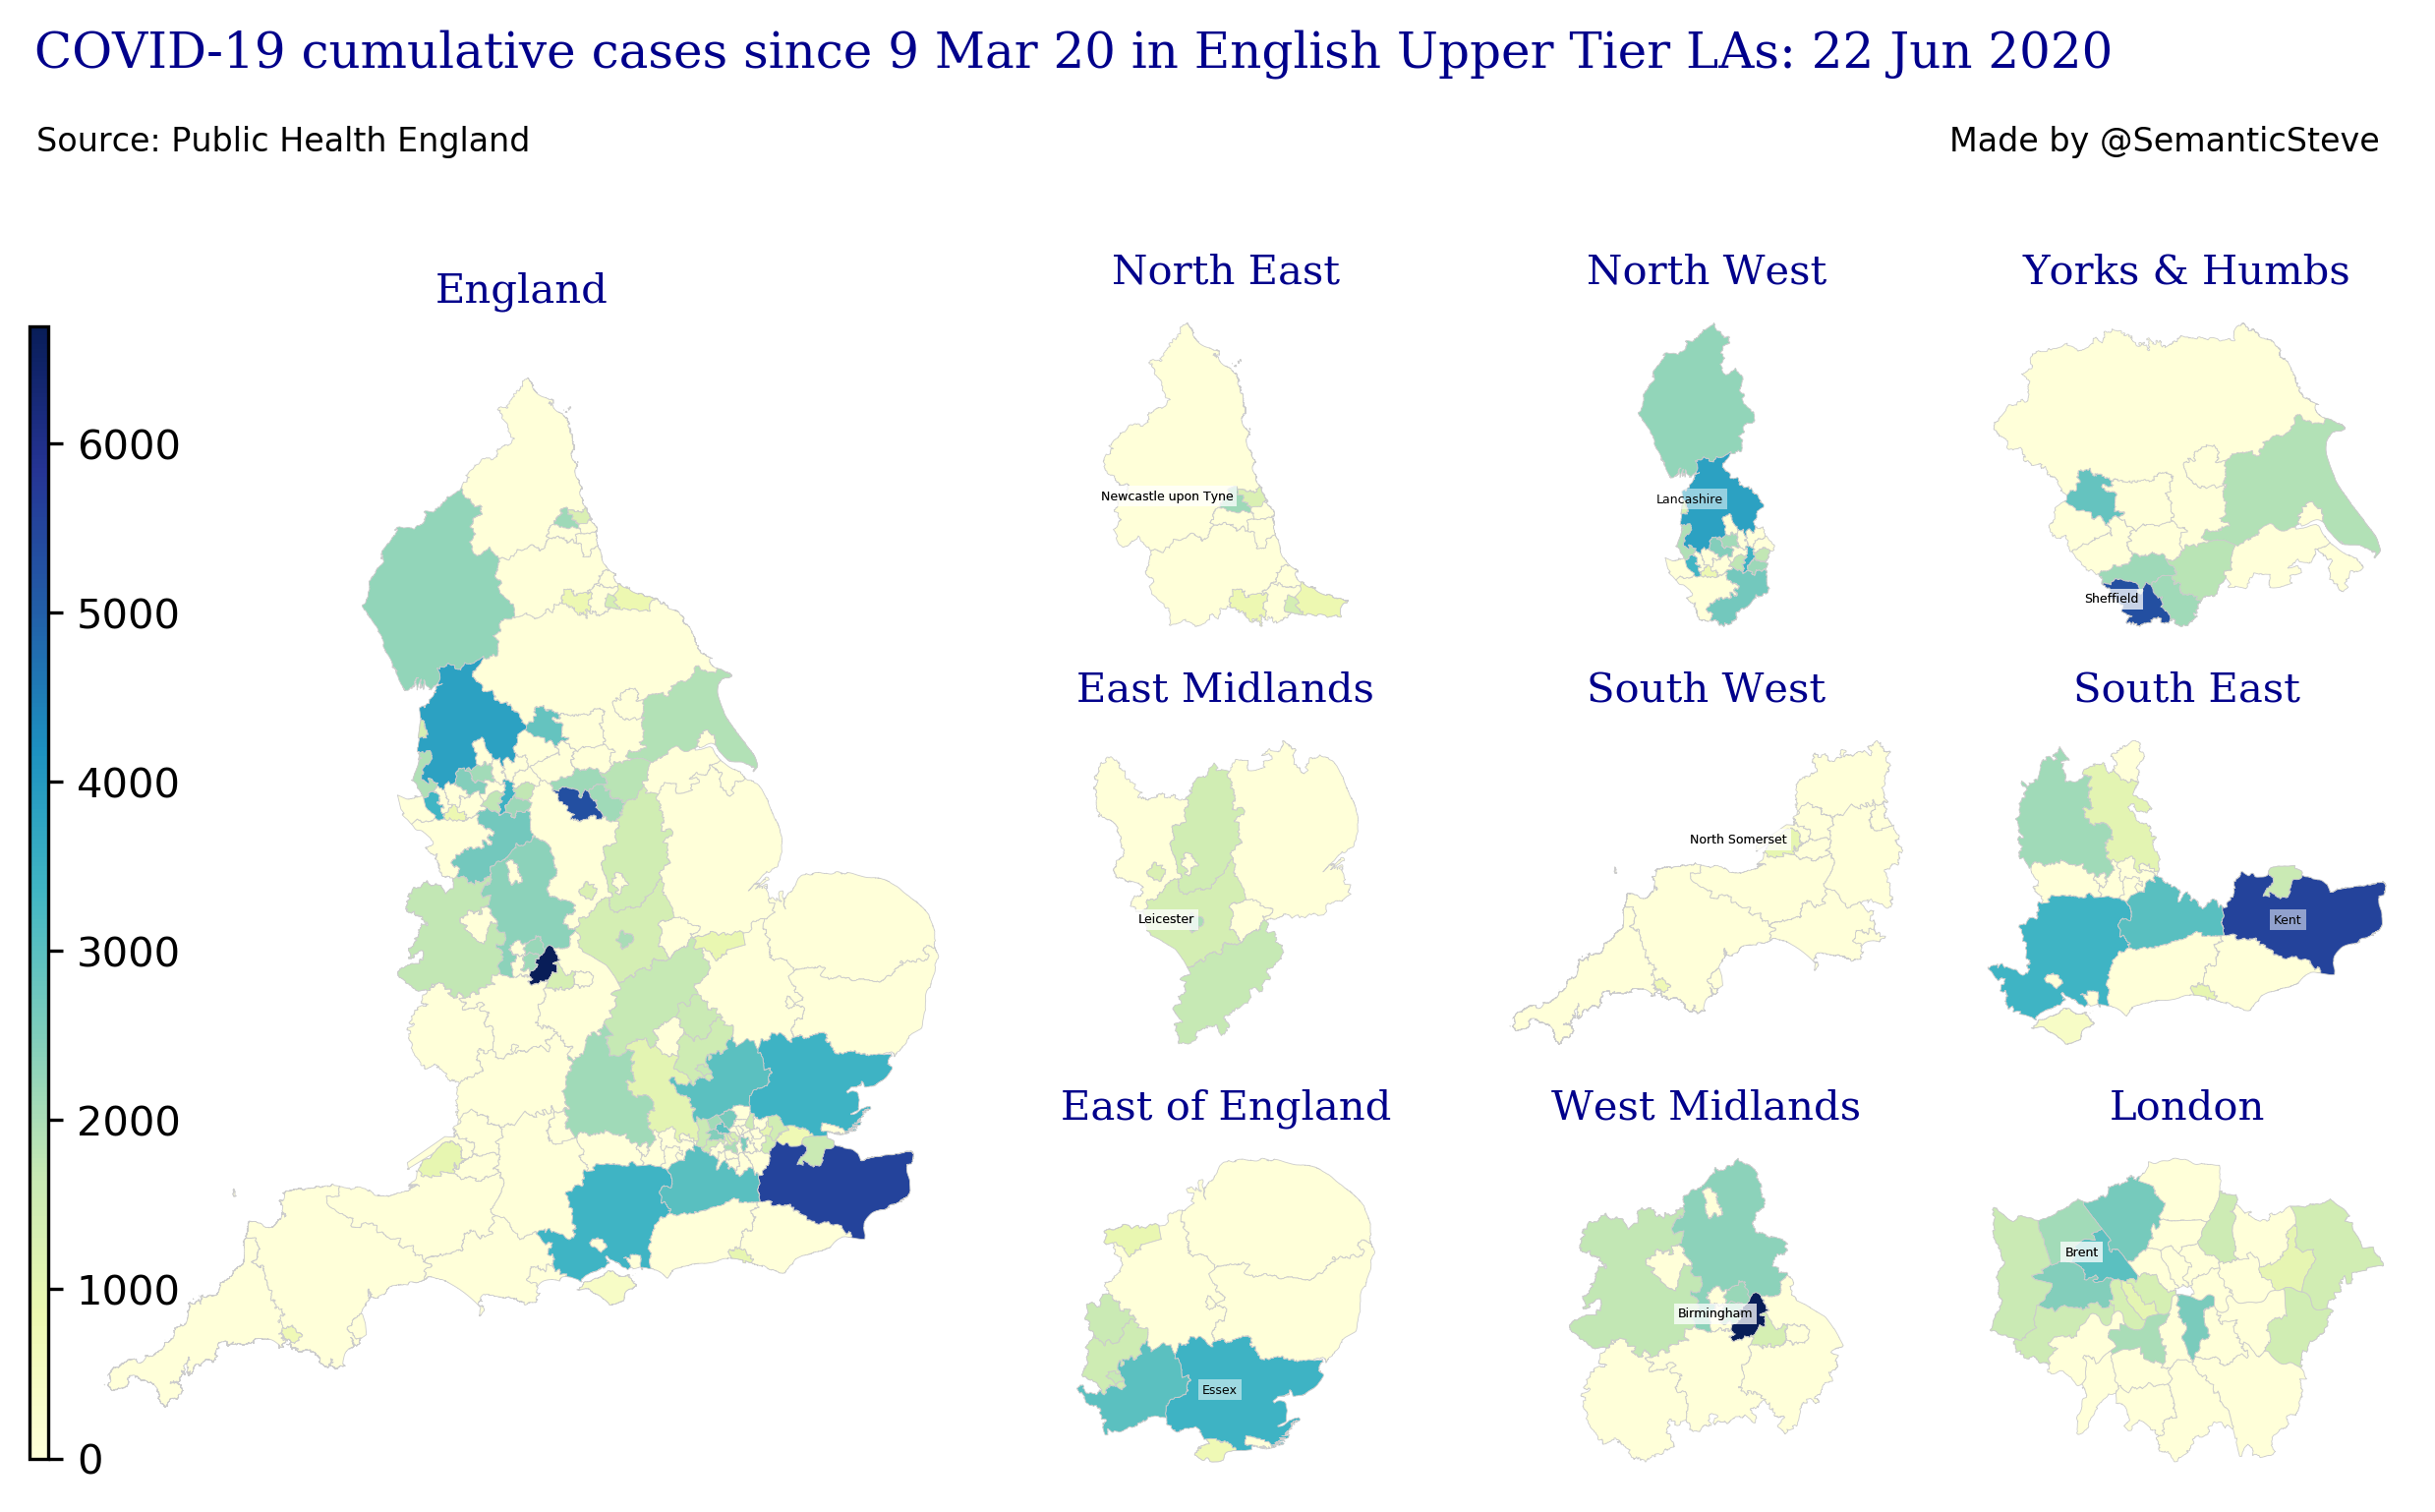 COVID-19 cumulative cases since 9 Mar 20 in English Upper Tier LAs: 22 Jun 2020
Source: Public Health England
Made by @SemanticSteve
England
6000
5000
4000
3000
2000
1000
0
North East
Newcastle upon Tyne
North West
Lancashire
Yorks & Humbs
Sheffield
East Midlands
Leicester
South West
North Somerset
South East
Kent
East of England
Essex
West Midlands
Birmingham
London
Brent